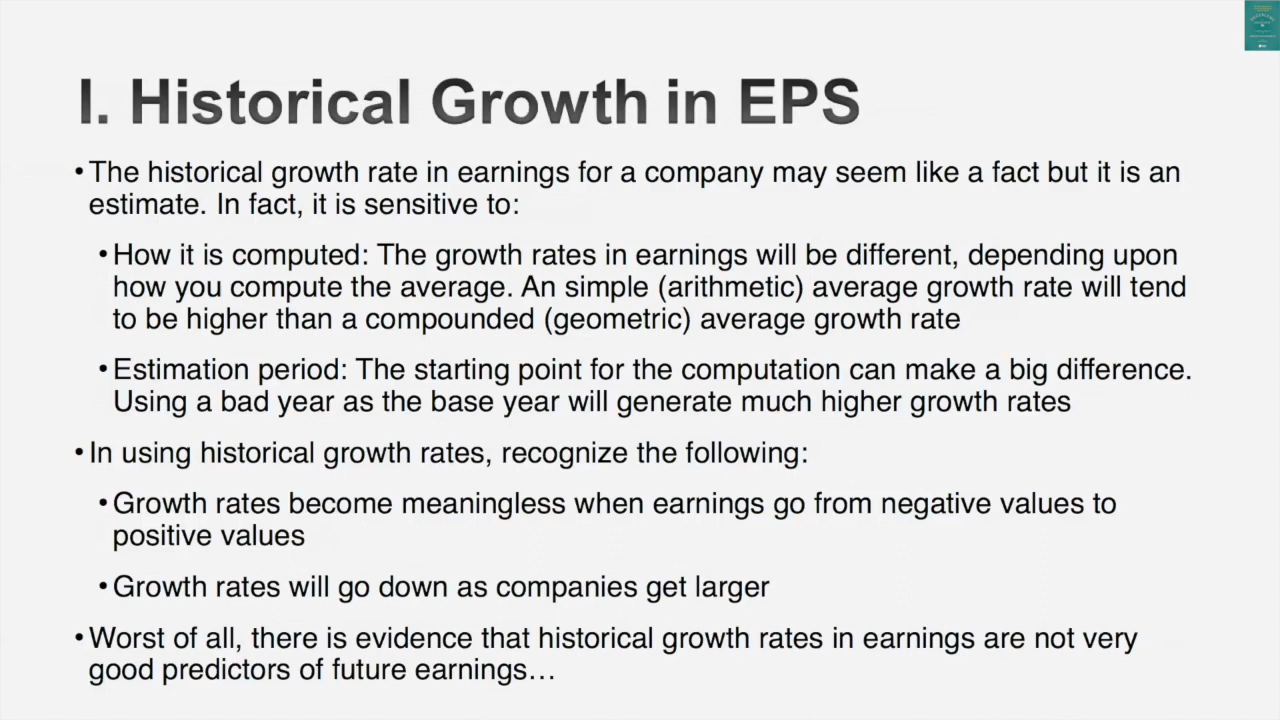 I. Historical Growth in EPS
•The historical growth rate in earnings for a company may seem like a fact but it is an
estimate. In fact, it is sensitive to:
•How it is computed: The growth rates in earnings will be different, depending upon
how you compute the average. An simple (arithmetic) average growth rate will tend
to be higher than a compounded (geometric) average growth rate
•Estimation period: The starting point for the computation can make a big difference.
Using a bad year as the base year will generate much higher growth rates
•In using historical growth rates, recognize the following:
•Growth rates become meaningless when earnings go from negative values to
positive values
•Growth rates will go down as companies get larger
•Worst of all, there is evidence that historical growth rates in earnings are not very
good predictors of future earnings…